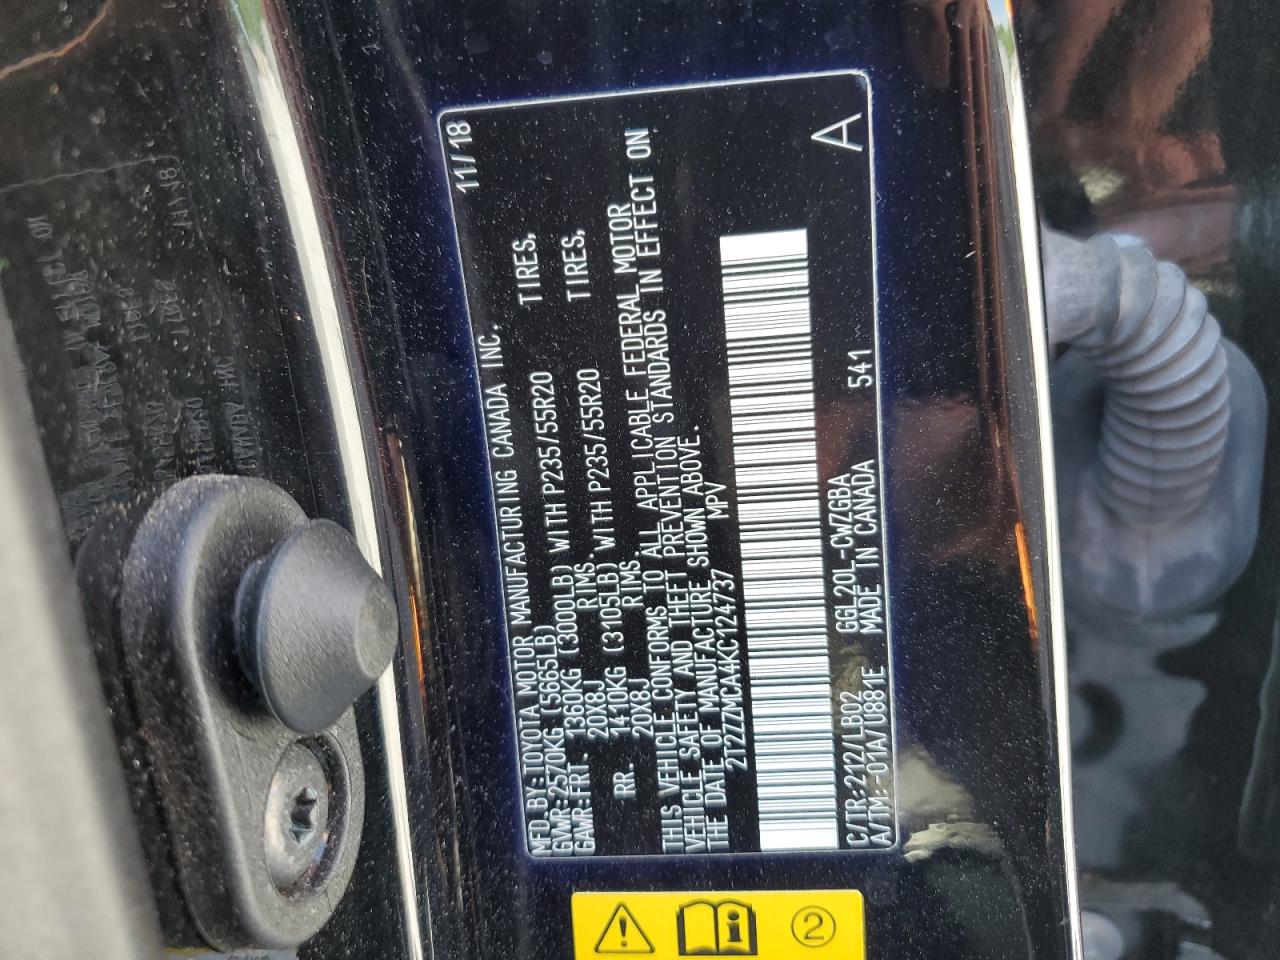 MFD. BY: TOYOTA MOTOR MANUFACTURING CANADA INC. 11/18
GVWR: 2570KG (5665LB)
GAWR: FRT. 1360KG (3000LB) WITH P235/55R20 TIRES,
20X8J RIMS,
RR. 1410KG (3105LB) WITH P235/55R20 TIRES,
20X8J RIMS.
THIS VEHICLE CONFORMS TO ALL APPLICABLE FEDERAL MOTOR
VEHICLE SAFETY AND THEFT PREVENTION STANDARDS IN EFFECT ON
THE DATE OF MANUFACTURE SHOWN ABOVE.
2T2ZZMCA4KC124737 MPV
C/TR: 212/LB02 GGL20L-CWZGBA 541 A
A/TM: -01A/U881E MADE IN CANADA
2